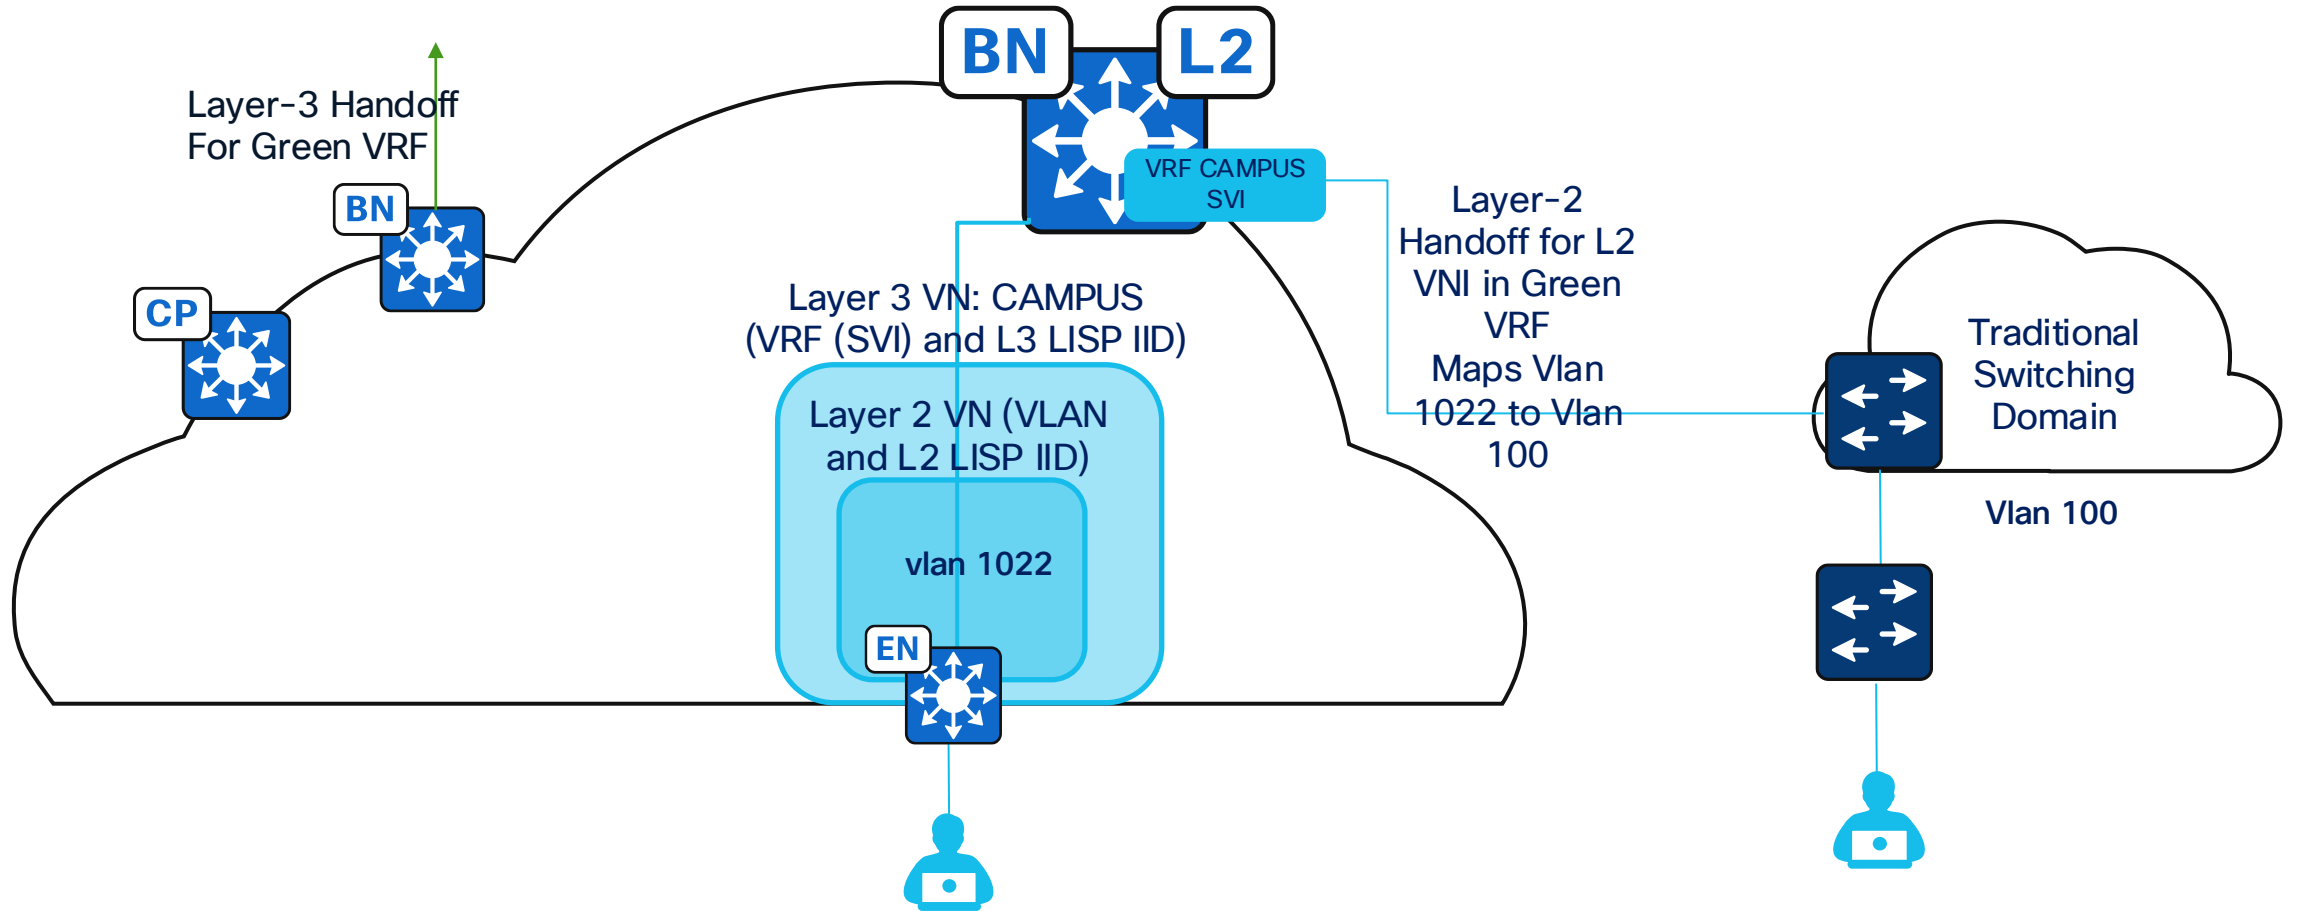 BN
L2
Layer-3 Handoff
For Green VRF
VRF CAMPUS
SVI
BN
Layer-2
Handoff for L2
VNI in Green
VRF
Maps Vlan
1022 to Vlan
100
CP
Layer 3 VN: CAMPUS
(VRF (SVI) and L3 LISP IID)
Layer 2 VN (VLAN
and L2 LISP IID)
vlan 1022
EN
Traditional
Switching
Domain
Vlan 100